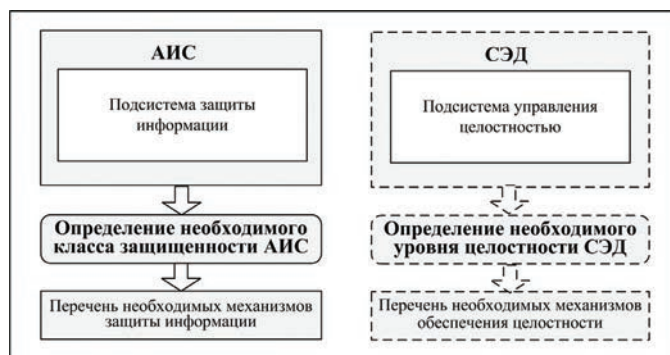 АИС
Подсистема защиты
информации
Определение необходимого
класса защищенности АИС
Перечень необходимых механизмов
защиты информации
СЭД
Подсистема управления
целостностью
Определение необходимого
уровня целостности СЭД
Перечень необходимых механизмов
обеспечения целостности